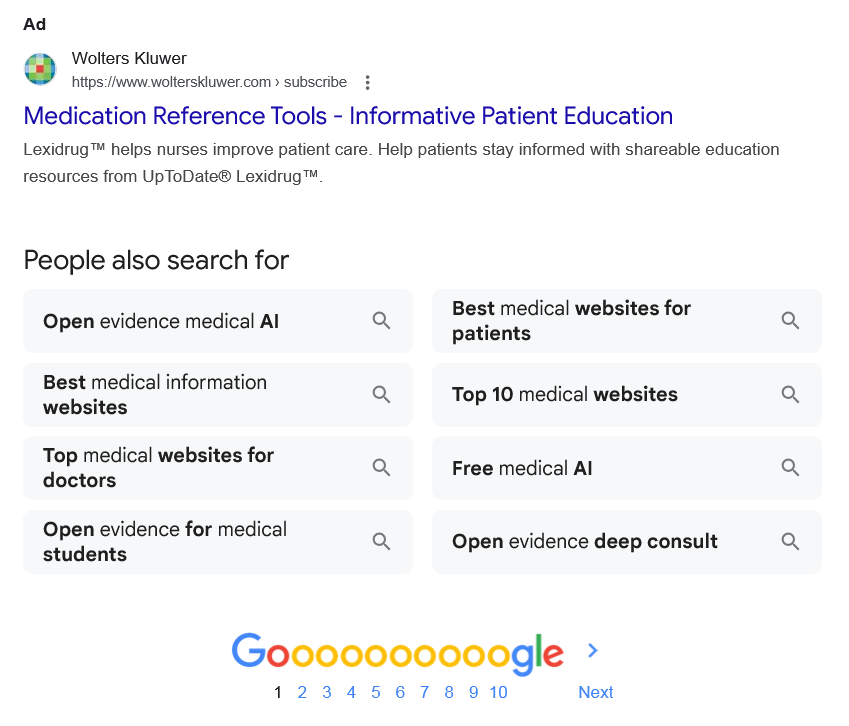 Ad
Wolters Kluwer
https://www.wolterskluwer.com › subscribe
Medication Reference Tools - Informative Patient Education
Lexidrug™ helps nurses improve patient care. Help patients stay informed with shareable education
resources from UpToDate® Lexidrug™.
People also search for
Open evidence medical AI
Best medical websites for
patients
Best medical information
websites
Top 10 medical websites
Top medical websites for
doctors
Free medical AI
Open evidence for medical
students
Open evidence deep consult
Goooooooooogle
1 2 3 4 5 6 7 8 9 10 Next